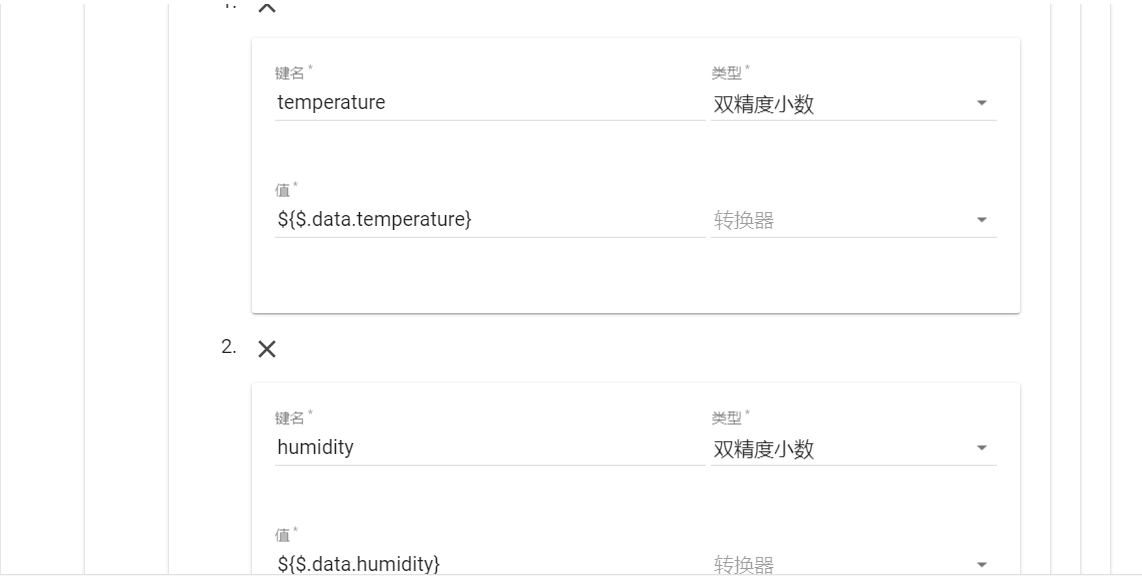 1.
键名 * 类型 *
temperature 双精度小数
值 *
${$.data.temperature} 转换器
2.
键名 * 类型 *
humidity 双精度小数
值 *
${$.data.humidity} 转换器